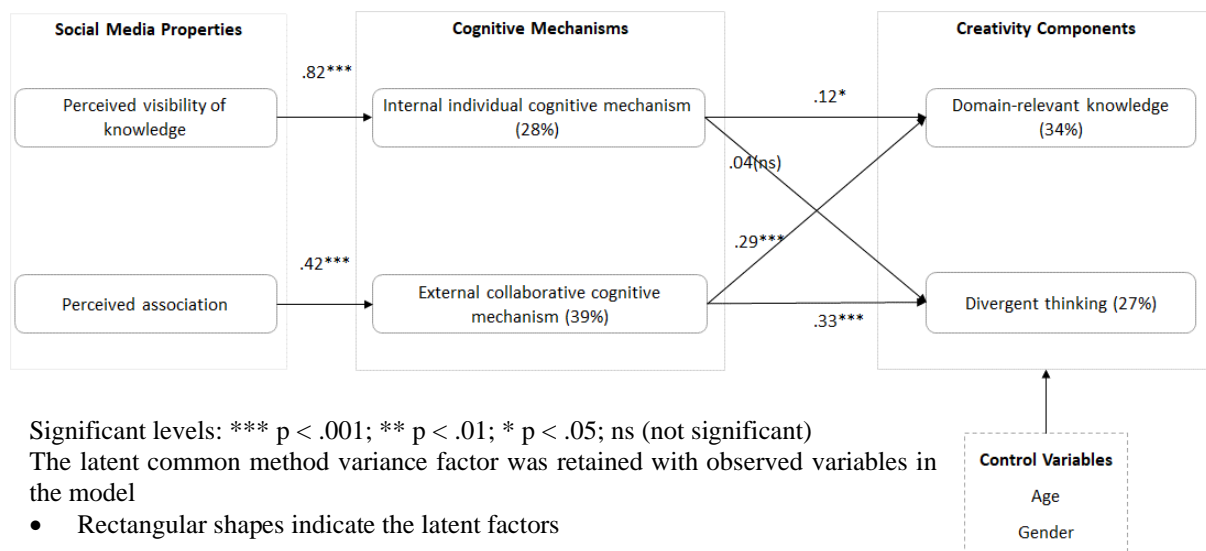 Social Media Properties
Cognitive Mechanisms
Creativity Components
.82***
Perceived visibility of
knowledge
Internal individual cognitive mechanism
(28%)
.12*
Domain-relevant knowledge
(34%)
.04(ns)
.29***
.42***
Perceived association
External collaborative cognitive
mechanism (39%)
.33***
Divergent thinking (27%)
Significant levels: *** p < .001; ** p < .01; * p < .05; ns (not significant)
The latent common method variance factor was retained with observed variables in
the model
• Rectangular shapes indicate the latent factors
Control Variables
Age
Gender